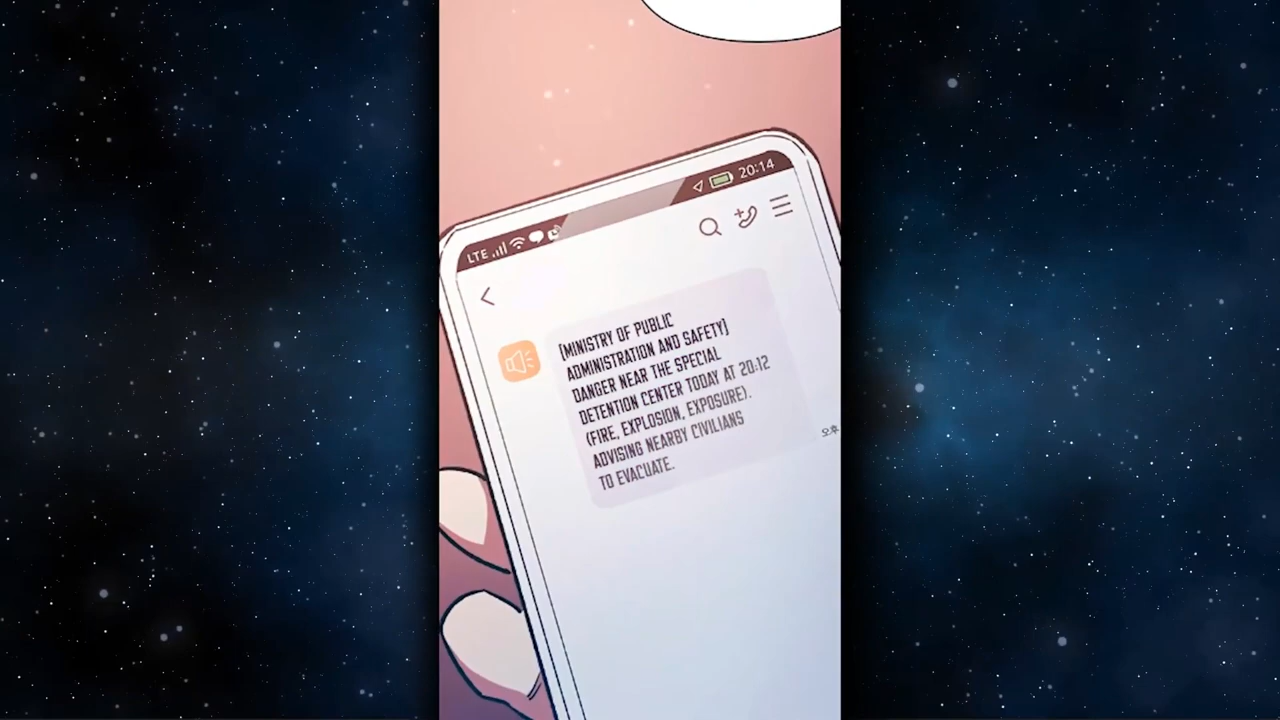 LTE 20:14
[MINISTRY OF PUBLIC
ADMINISTRATION AND SAFETY]
DANGER NEAR THE SPECIAL
DETENTION CENTER TODAY AT 20:12
(FIRE, EXPLOSION, EXPOSURE).
ADVISING NEARBY CIVILIANS
TO EVACUATE.
오후